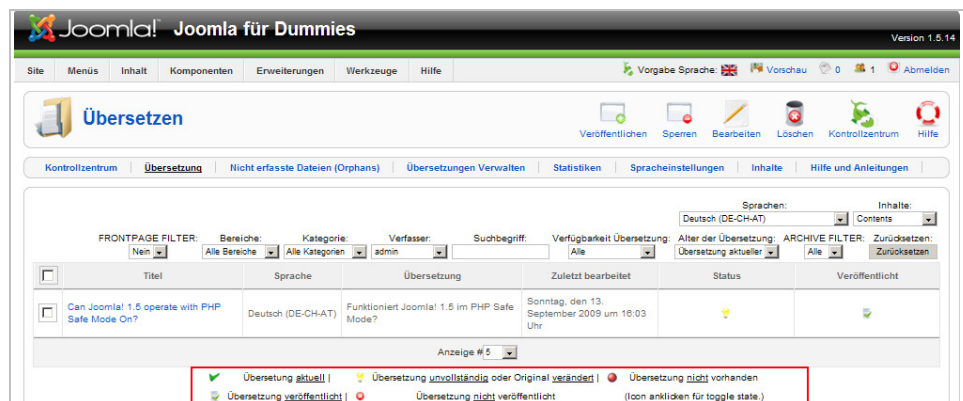 Joomla! Joomla für Dummies
Version 1.5.14
Site Menüs Inhalt Komponenten Erweiterungen Werkzeuge Hilfe Vorgabe Sprache: Vorschau 0 1 Abmelden
Übersetzen
Veröffentlichen Sperren Bearbeiten Löschen Kontrollzentrum Hilfe
Kontrollzentrum Übersetzung Nicht erfasste Dateien (Orphans) Übersetzungen Verwalten Statistiken Spracheinstellungen Inhalte Hilfe und Anleitungen
Sprachen: Inhalte:
Deutsch (DE-CH-AT) Contents
FRONTPAGE FILTER: Bereiche: Kategorie: Verfasser: Suchbegriff: Verfügbarkeit Übersetzung: Alter der Übersetzung: ARCHIVE FILTER: Zurücksetzen:
Nein Alle Bereiche Alle Kategorien admin Alle Übersetzung aktueller Alle Zurücksetzen
Titel Sprache Übersetzung Zuletzt bearbeitet Status Veröffentlicht
Can Joomla! 1.5 operate with PHP
Safe Mode On?
Deutsch (DE-CH-AT)
Funktioniert Joomla! 1.5 im PHP Safe
Mode?
Sonntag, den 13.
September 2009 um 16:03
Uhr
Anzeige # 5
Übersetung aktuell | Übersetzung unvollständig oder Original verändert | Übersetzung nicht vorhanden
Übersetzung veröffentlicht | Übersetzung nicht veröffentlicht (Icon anklicken für toggle state.)